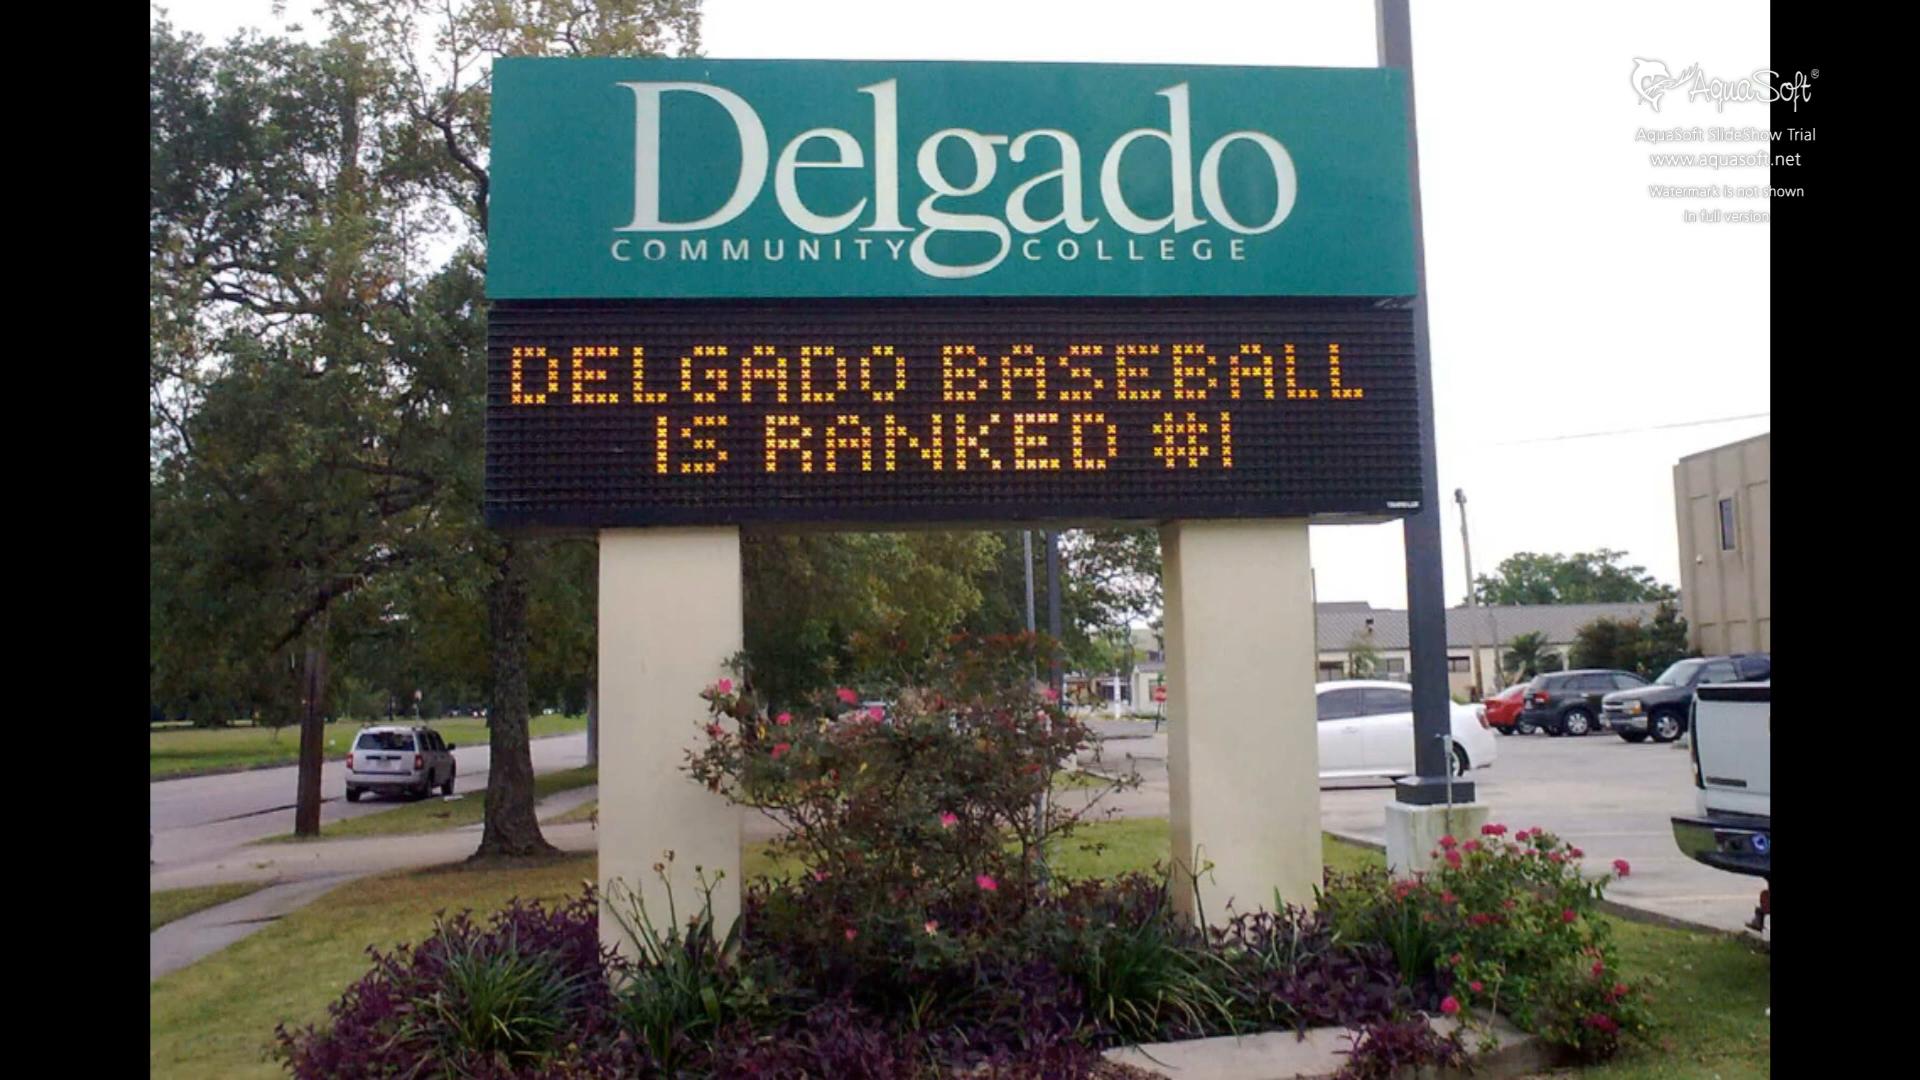 Delgado
COMMUNITY COLLEGE
DELGADO BASEBALL
IS RANKED #1
AquaSoft®
AquaSoft SlideShow Trial
www.aquasoft.net
Watermark is not shown
in full version